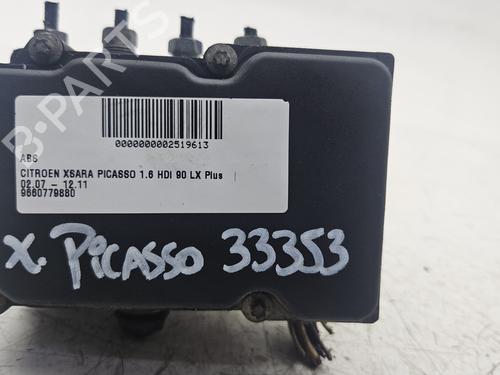 B-PARTS
0000000002519613
ABS
CITROEN XSARA PICASSO 1.6 HDI 90 LX Plus
02.07 - 12.11
9660779880
X. PICASSO 33353